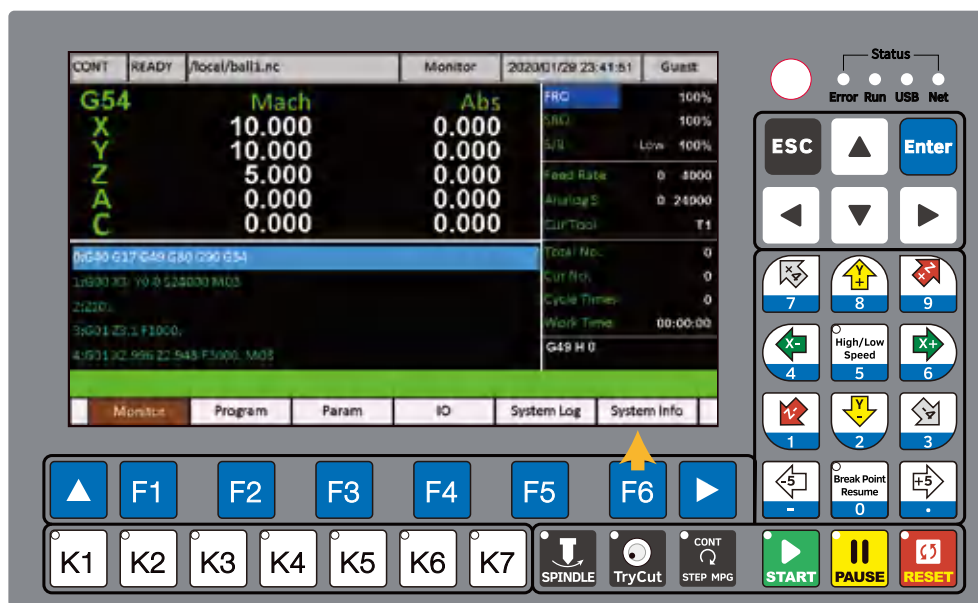 Status
Error Run USB Net
CONT READY /local/ball1.nc Monitor 2020/01/29 23:41:51 Guest
G54 Mach Abs
X 10.000 0.000
Y 10.000 0.000
Z 5.000 0.000
A 0.000 0.000
C 0.000 0.000
FRO 100%
SRO 100%
Low 100%
Feed Rate 0 4000
Analog S 0 24000
Cur Tool T1
Total No. 0
Cur No. 0
Cycle Time 0
Work Time 00:00:00
G49 H 0
0:G40 G17 G49 G80 G90 G54
Monitor Program Param IO System Log System Info
F1 F2 F3 F4 F5 F6
K1 K2 K3 K4 K5 K6 K7
SPINDLE
TryCut
CONT
STEP MPG
ESC Enter
7
Y
+
8
9
X-
4
High/Low
Speed
5
X+
6
1
Y
-
2
3
-5
-
Break Point
Resume
0
+5
.
START PAUSE RESET